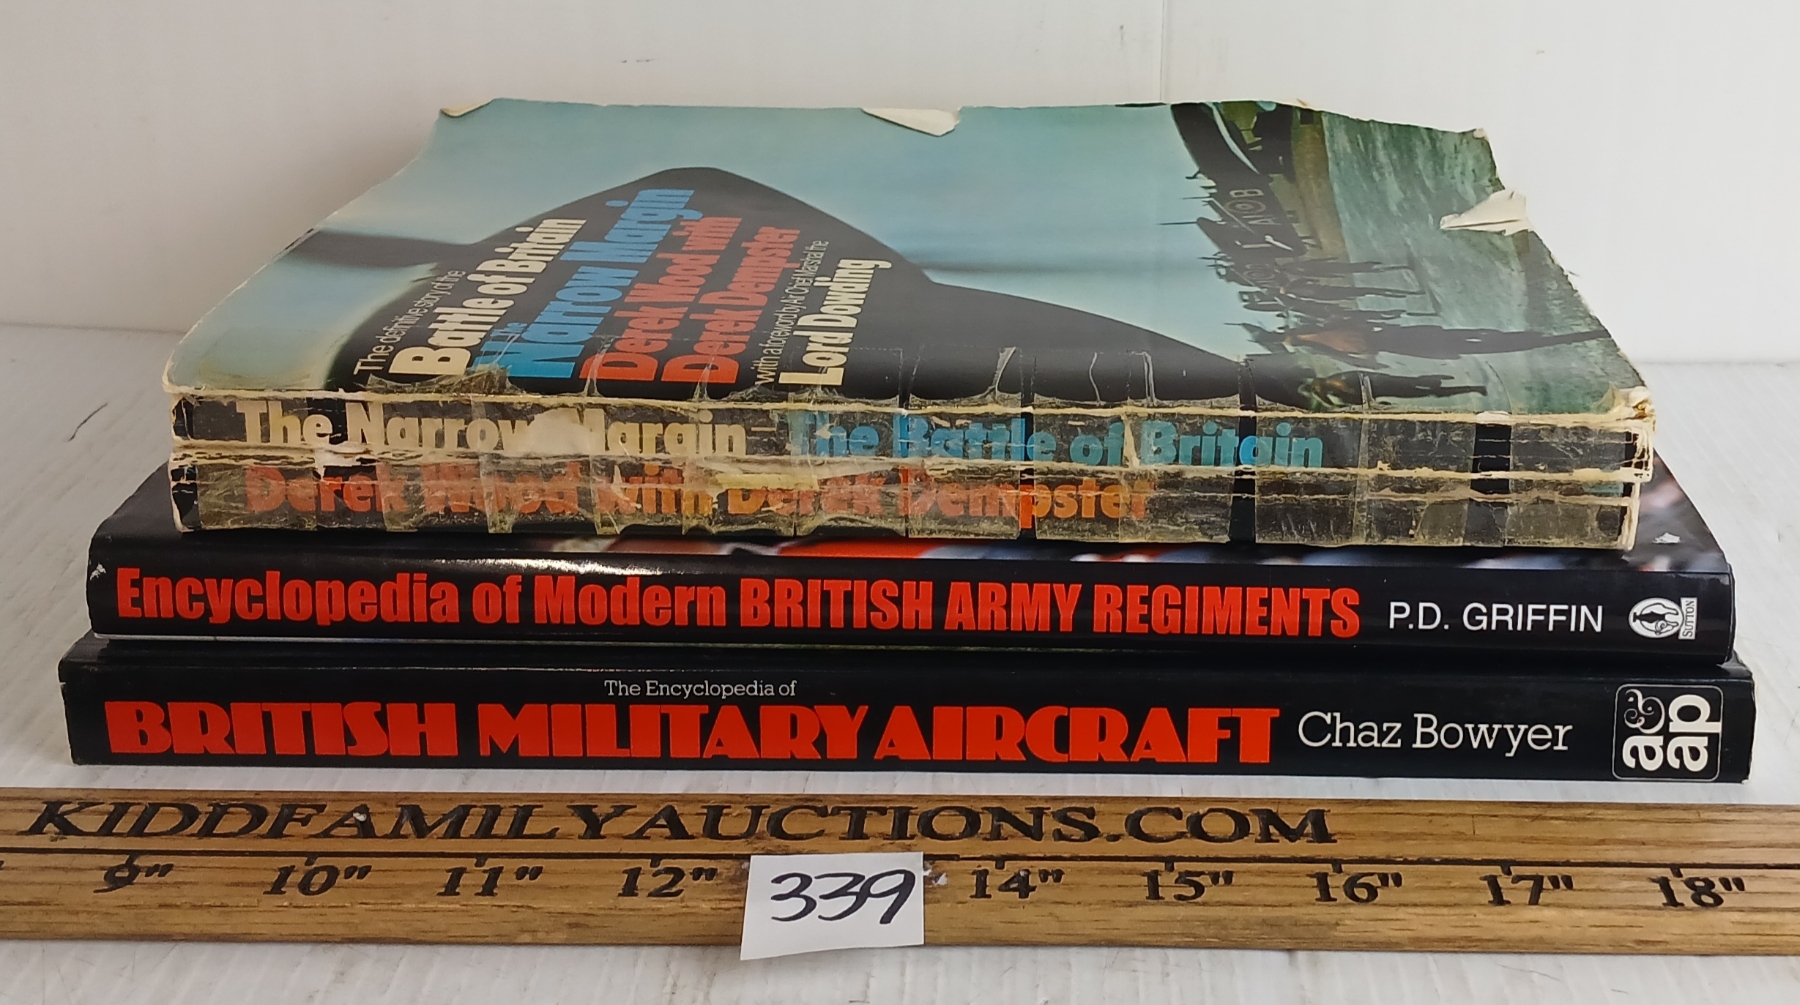 The definitive story of the
Battle of Britain
The
Narrow Margin
Derek Wood with
Derek Dempster
with a foreword by Air Chief Marshal the
Lord Dowding
The Narrow Margin The Battle of Britain
Derek Wood with Derek Dempster
Encyclopedia of Modern BRITISH ARMY REGIMENTS P.D. GRIFFIN SUTTON
The Encyclopedia of
BRITISH MILITARY AIRCRAFT Chaz Bowyer a& ap
KIDDFAMILYAUCTIONS.COM
9" 10" 11" 12" 14" 15" 16" 17" 18"
339